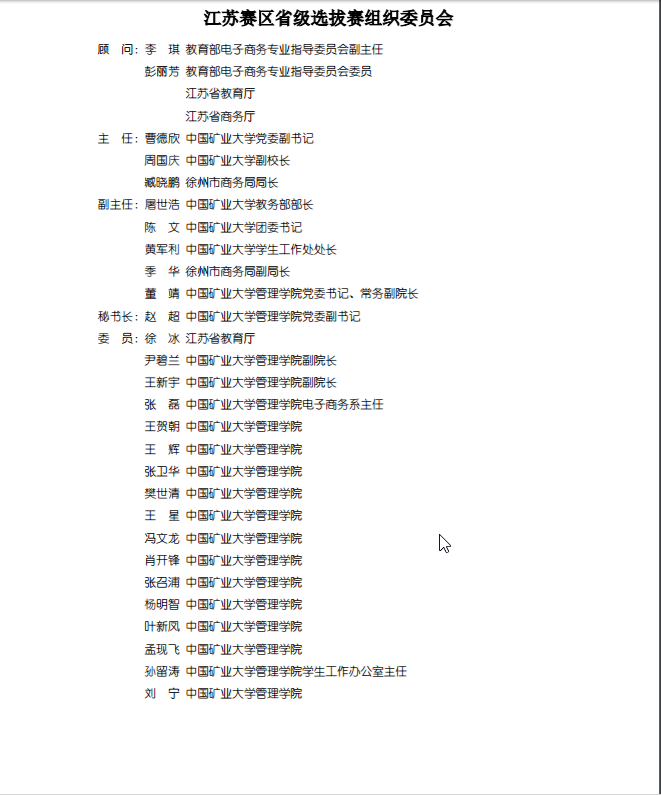 江苏赛区省级选拔赛组织委员会
顾　问：李　琪 教育部电子商务专业指导委员会副主任
彭丽芳 教育部电子商务专业指导委员会委员
江苏省教育厅
江苏省商务厅
主　任：曹德欣 中国矿业大学党委副书记
周国庆 中国矿业大学副校长
臧晓鹏 徐州市商务局局长
副主任：屠世浩 中国矿业大学教务部部长
陈　文 中国矿业大学团委书记
黄军利 中国矿业大学学生工作处处长
季　华 徐州市商务局副局长
董　靖 中国矿业大学管理学院党委书记、常务副院长
秘书长：赵　超 中国矿业大学管理学院党委副书记
委　员：徐　冰 江苏省教育厅
尹碧兰 中国矿业大学管理学院副院长
王新宇 中国矿业大学管理学院副院长
张　磊 中国矿业大学管理学院电子商务系主任
王贺朝 中国矿业大学管理学院
王　辉 中国矿业大学管理学院
张卫华 中国矿业大学管理学院
樊世清 中国矿业大学管理学院
王　星 中国矿业大学管理学院
冯文龙 中国矿业大学管理学院
肖开锋 中国矿业大学管理学院
张召浦 中国矿业大学管理学院
杨明智 中国矿业大学管理学院
叶新凤 中国矿业大学管理学院
孟现飞 中国矿业大学管理学院
孙留涛 中国矿业大学管理学院学生工作办公室主任
刘　宁 中国矿业大学管理学院